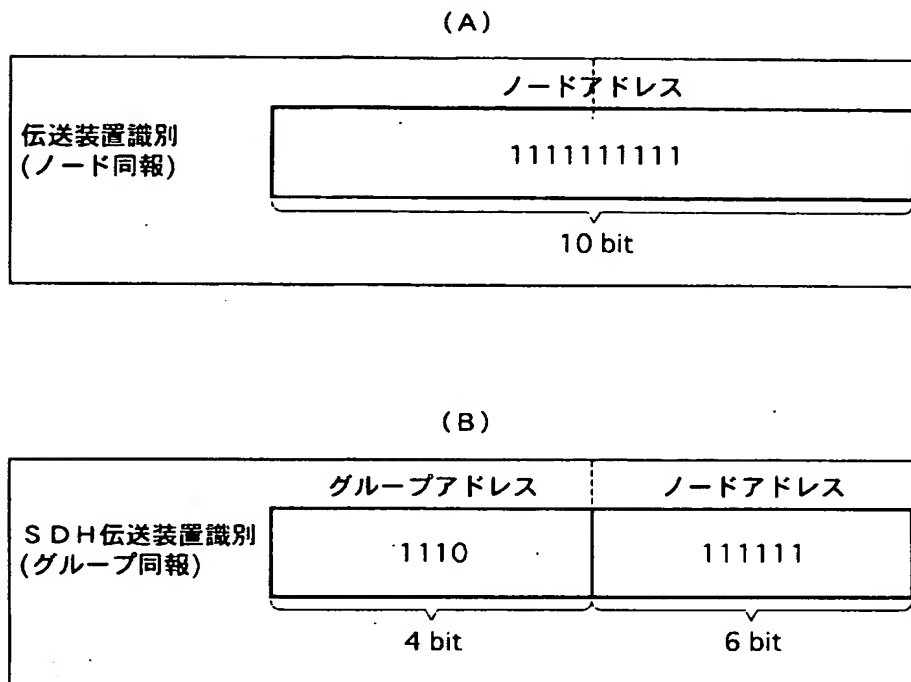 (A)
ノードアドレス
伝送装置識別
(ノード同報)
1111111111
10 bit
(B)
グループアドレス
ノードアドレス
SDH伝送装置識別
(グループ同報)
1110
111111
4 bit
6 bit